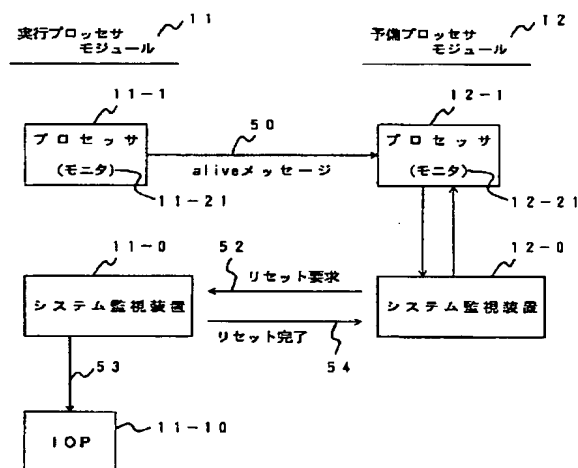 実行プロセッサ
モジュール
11
予備プロセッサ
モジュール
12
11-1
プロセッサ
(モニタ)
11-21
50
aliveメッセージ
12-1
プロセッサ
(モニタ)
12-21
11-0
システム監視装置
52
リセット要求
リセット完了
54
12-0
システム監視装置
53
IOP
11-10